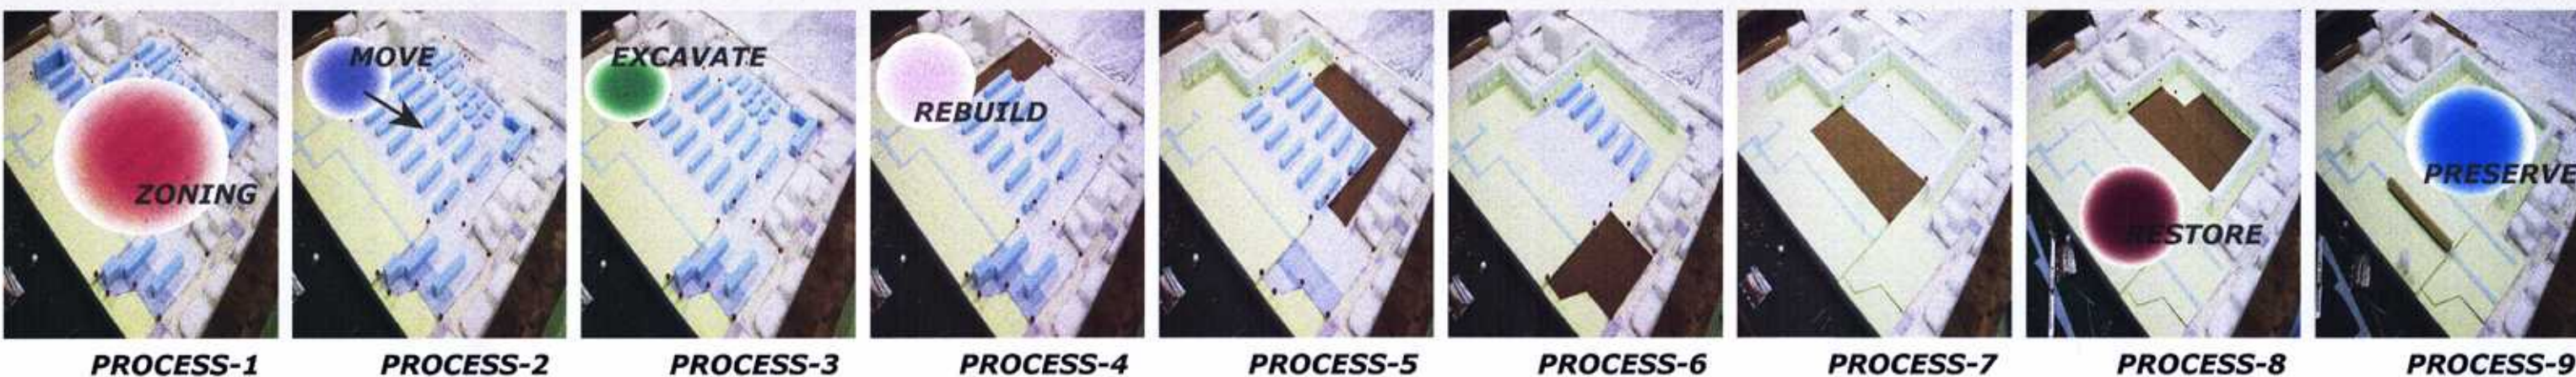 ZONING
MOVE
EXCAVATE
REBUILD
RESTORE
PRESERVE
PROCESS-1
PROCESS-2
PROCESS-3
PROCESS-4
PROCESS-5
PROCESS-6
PROCESS-7
PROCESS-8
PROCESS-9